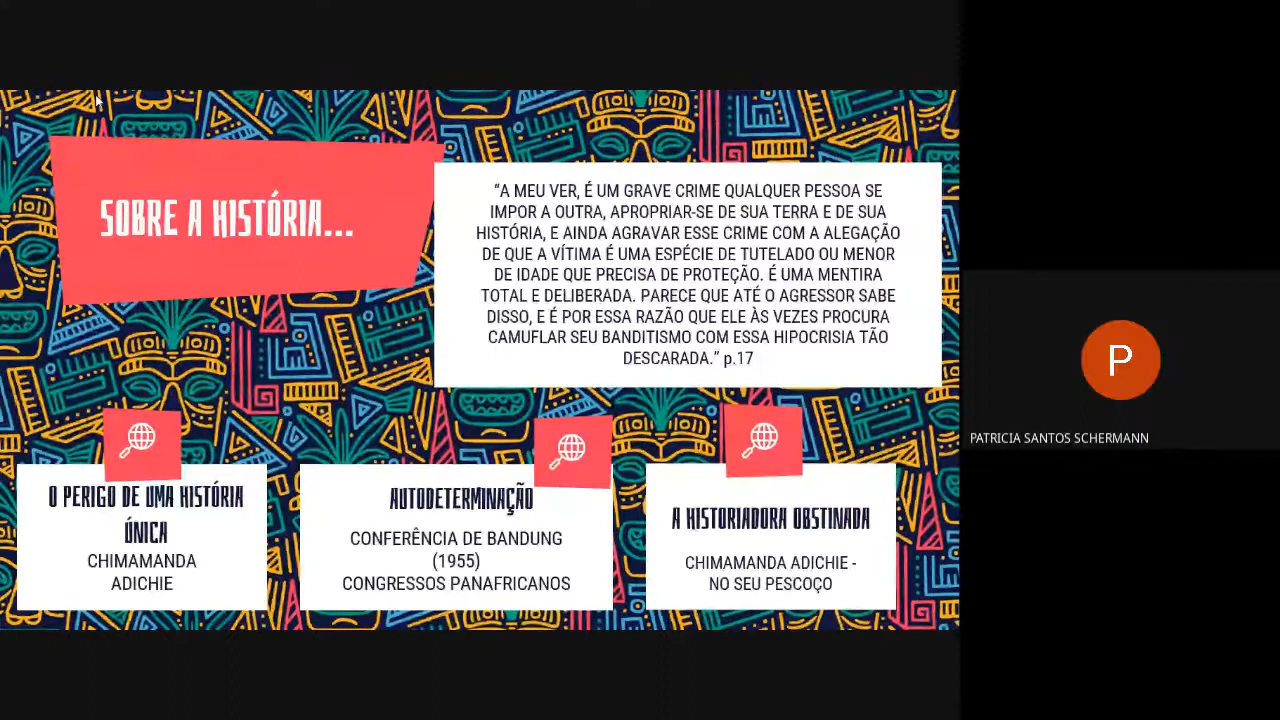 SOBRE A HISTÓRIA...
“A MEU VER, É UM GRAVE CRIME QUALQUER PESSOA SE
IMPOR A OUTRA, APROPRIAR-SE DE SUA TERRA E DE SUA
HISTÓRIA, E AINDA AGRAVAR ESSE CRIME COM A ALEGAÇÃO
DE QUE A VÍTIMA É UMA ESPÉCIE DE TUTELADO OU MENOR
DE IDADE QUE PRECISA DE PROTEÇÃO. É UMA MENTIRA
TOTAL E DELIBERADA. PARECE QUE ATÉ O AGRESSOR SABE
DISSO, E É POR ESSA RAZÃO QUE ELE ÀS VEZES PROCURA
CAMUFLAR SEU BANDITISMO COM ESSA HIPOCRISIA TÃO
DESCARADA.” p.17
O PERIGO DE UMA HISTÓRIA
ÚNICA
CHIMAMANDA
ADICHIE
AUTODETERMINAÇÃO
CONFERÊNCIA DE BANDUNG
(1955)
CONGRESSOS PANAFRICANOS
A HISTORIADORA OBSTINADA
CHIMAMANDA ADICHIE -
NO SEU PESCOÇO
P
PATRICIA SANTOS SCHERMANN